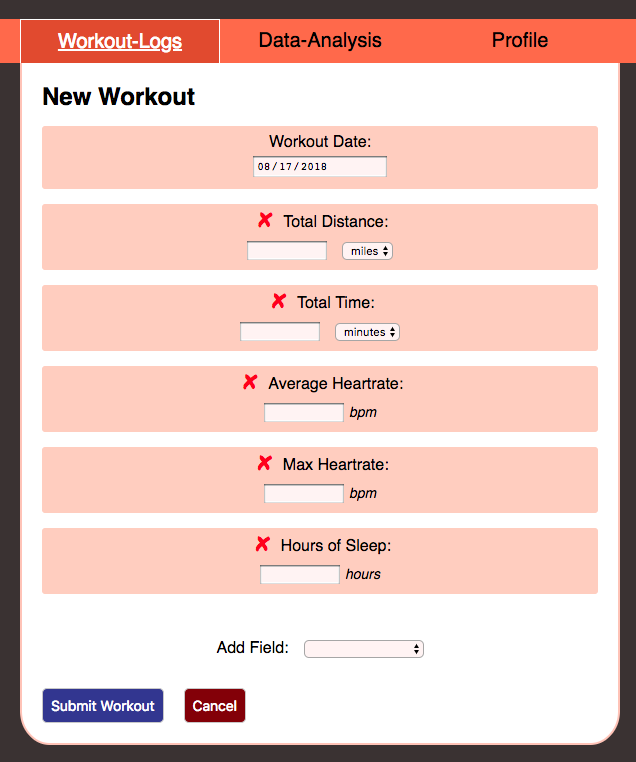 Workout-Logs Data-Analysis Profile
New Workout
Workout Date:
08/17/2018
✘ Total Distance:
miles
✘ Total Time:
minutes
✘ Average Heartrate:
bpm
✘ Max Heartrate:
bpm
✘ Hours of Sleep:
hours
Add Field:
Submit Workout Cancel